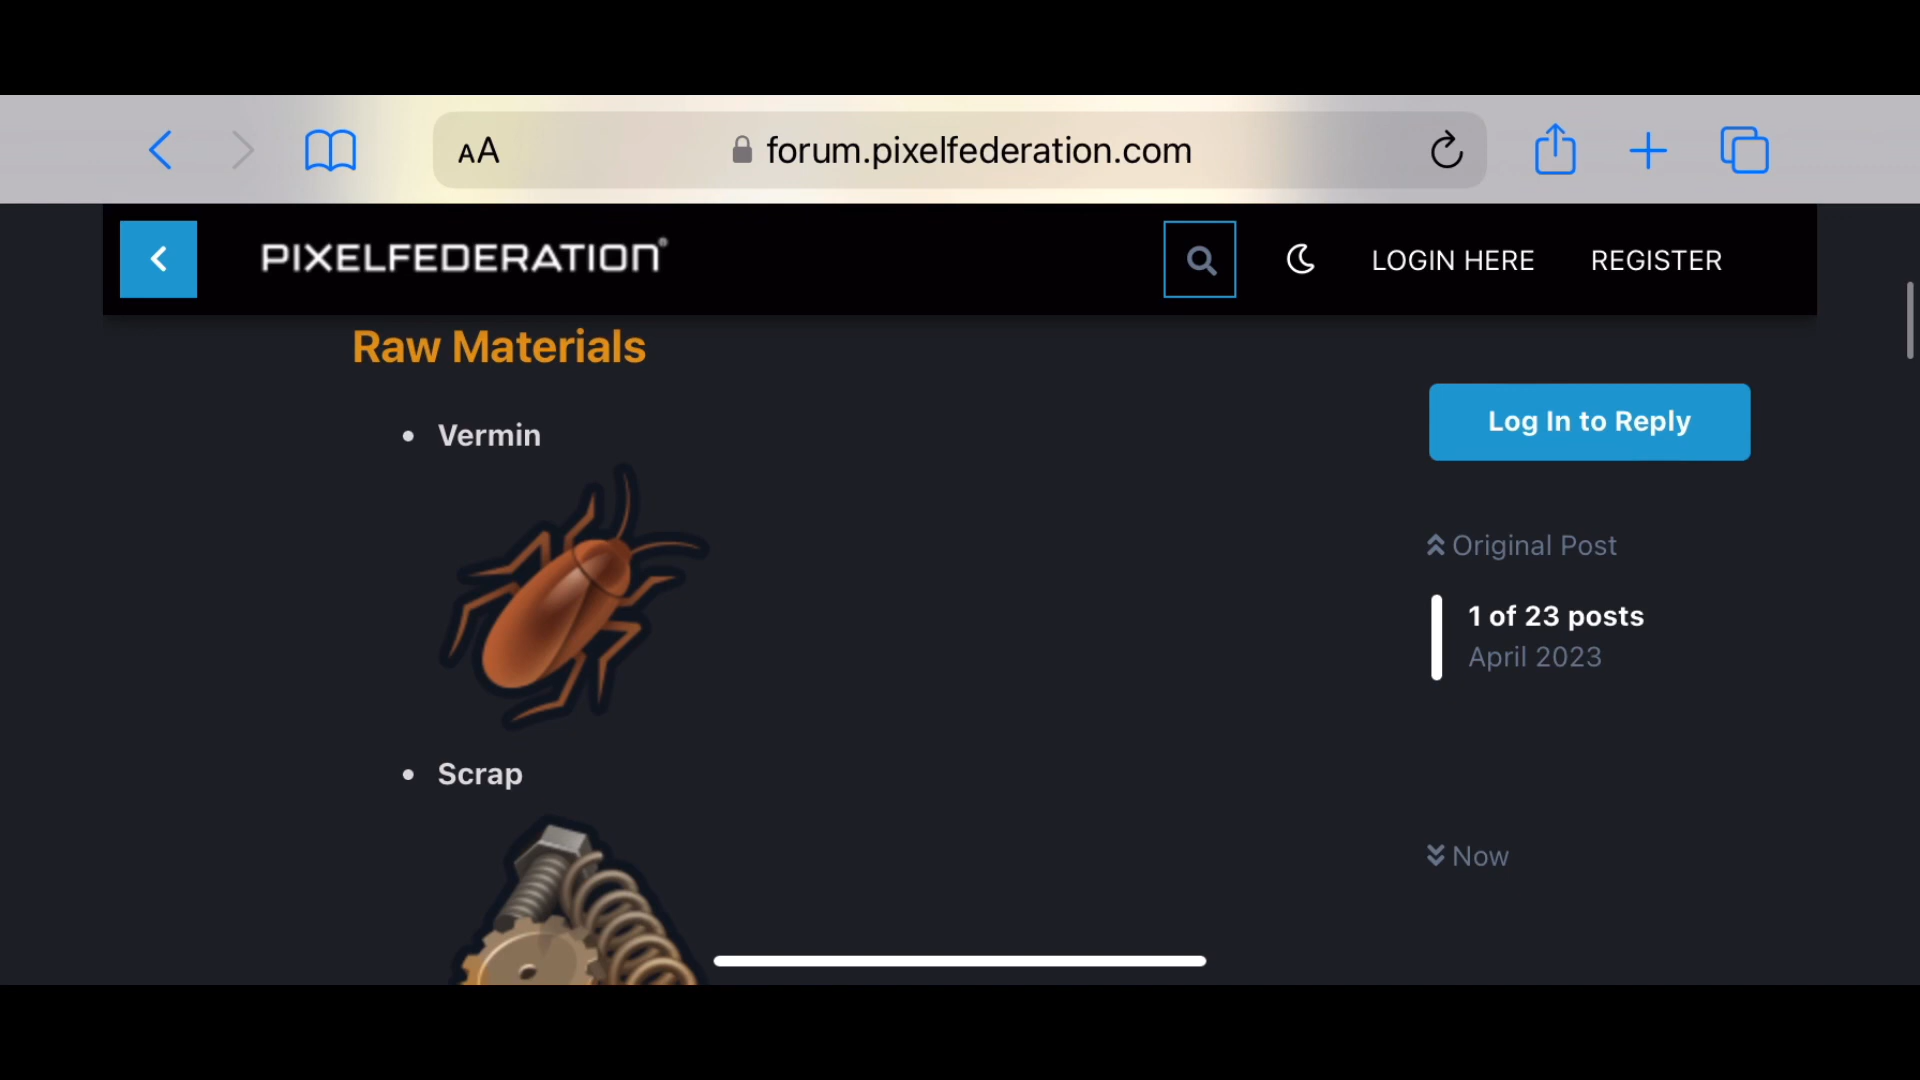 AA
forum.pixelfederation.com
PIXELFEDERATION®
LOGIN HERE
REGISTER
Raw Materials
• Vermin
• Scrap
Log In to Reply
Original Post
1 of 23 posts
April 2023
Now